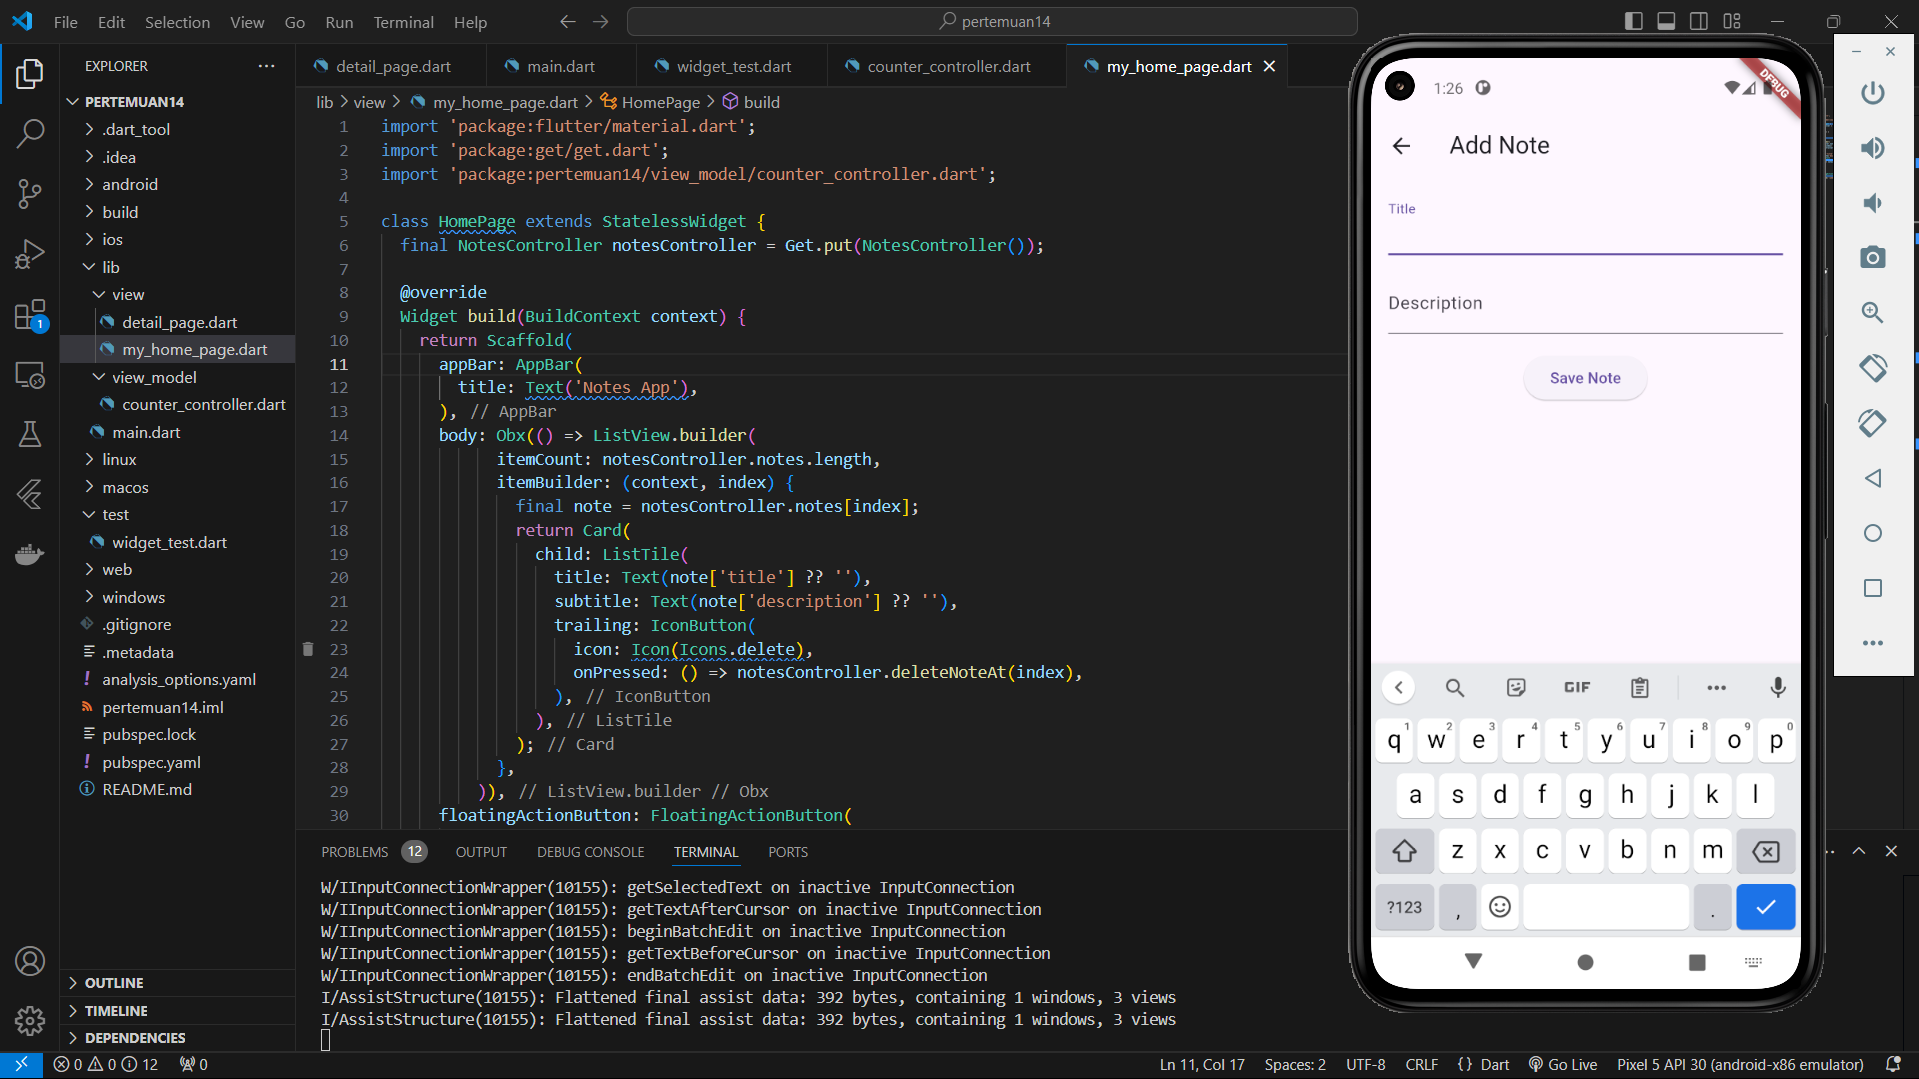 File Edit Selection View Go Run Terminal Help
pertemuan14
EXPLORER
PERTEMUAN14
.dart_tool
.idea
android
build
ios
lib
view
detail_page.dart
my_home_page.dart
view_model
counter_controller.dart
main.dart
linux
macos
test
widget_test.dart
web
windows
.gitignore
.metadata
analysis_options.yaml
pertemuan14.iml
pubspec.lock
pubspec.yaml
README.md
OUTLINE
TIMELINE
DEPENDENCIES
1
detail_page.dart main.dart widget_test.dart counter_controller.dart my_home_page.dart
lib > view > my_home_page.dart > HomePage > build
1 import 'package:flutter/material.dart';
2 import 'package:get/get.dart';
3 import 'package:pertemuan14/view_model/counter_controller.dart';
4
5 class HomePage extends StatelessWidget {
6 final NotesController notesController = Get.put(NotesController());
7
8 @override
9 Widget build(BuildContext context) {
10 return Scaffold(
11 appBar: AppBar(
12 title: Text('Notes App'),
13 ), // AppBar
14 body: Obx(() => ListView.builder(
15 itemCount: notesController.notes.length,
16 itemBuilder: (context, index) {
17 final note = notesController.notes[index];
18 return Card(
19 child: ListTile(
20 title: Text(note['title'] ?? ''),
21 subtitle: Text(note['description'] ?? ''),
22 trailing: IconButton(
23 icon: Icon(Icons.delete),
24 onPressed: () => notesController.deleteNoteAt(index),
25 ), // IconButton
26 ), // ListTile
27 ); // Card
28 },
29 )), // ListView.builder // Obx
30 floatingActionButton: FloatingActionButton(
PROBLEMS 12 OUTPUT DEBUG CONSOLE TERMINAL PORTS
W/IInputConnectionWrapper(10155): getSelectedText on inactive InputConnection
W/IInputConnectionWrapper(10155): getTextAfterCursor on inactive InputConnection
W/IInputConnectionWrapper(10155): beginBatchEdit on inactive InputConnection
W/IInputConnectionWrapper(10155): getTextBeforeCursor on inactive InputConnection
W/IInputConnectionWrapper(10155): endBatchEdit on inactive InputConnection
I/AssistStructure(10155): Flattened final assist data: 392 bytes, containing 1 windows, 3 views
I/AssistStructure(10155): Flattened final assist data: 392 bytes, containing 1 windows, 3 views
1:26
DEBUG
Add Note
Title
Description
Save Note
GIF
q1 w2 e3 r4 t5 y6 u7 i8 o9 p0
a s d f g h j k l
z x c v b n m
?123 , .
0 0 12 0 Ln 11, Col 17 Spaces: 2 UTF-8 CRLF {} Dart Go Live Pixel 5 API 30 (android-x86 emulator)